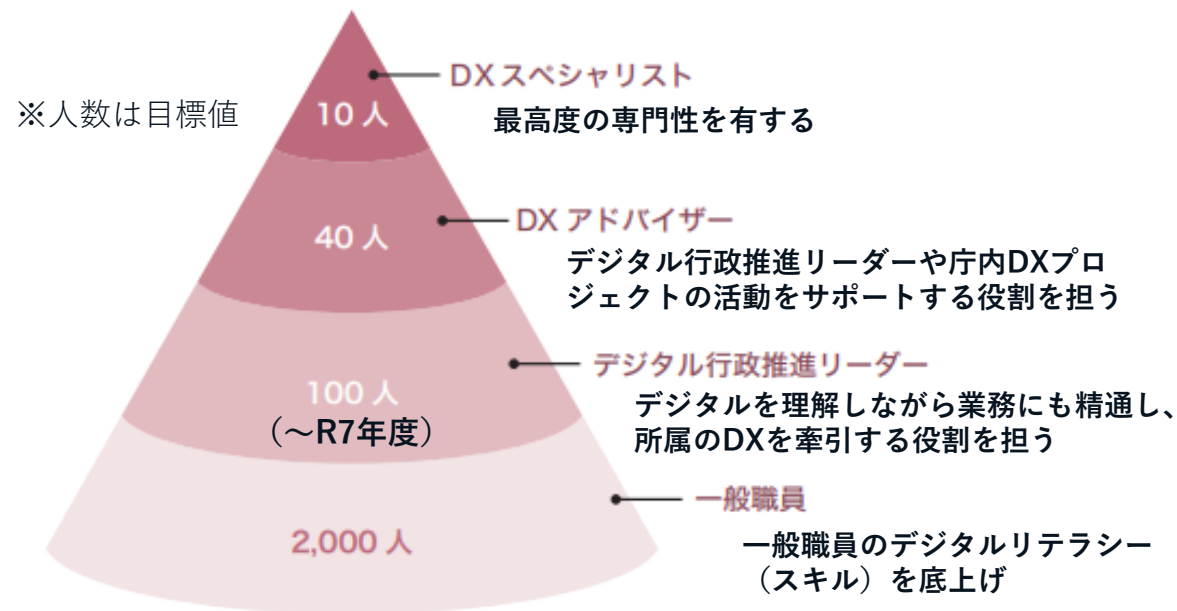 DXスペシャリスト
※人数は目標値
10人
最高度の専門性を有する
DXアドバイザー
40人
デジタル行政推進リーダーや庁内DXプロ
ジェクトの活動をサポートする役割を担う
デジタル行政推進リーダー
100人
（～R7年度）
デジタルを理解しながら業務にも精通し、
所属のDXを牽引する役割を担う
一般職員
2,000人
一般職員のデジタルリテラシー
（スキル）を底上げ